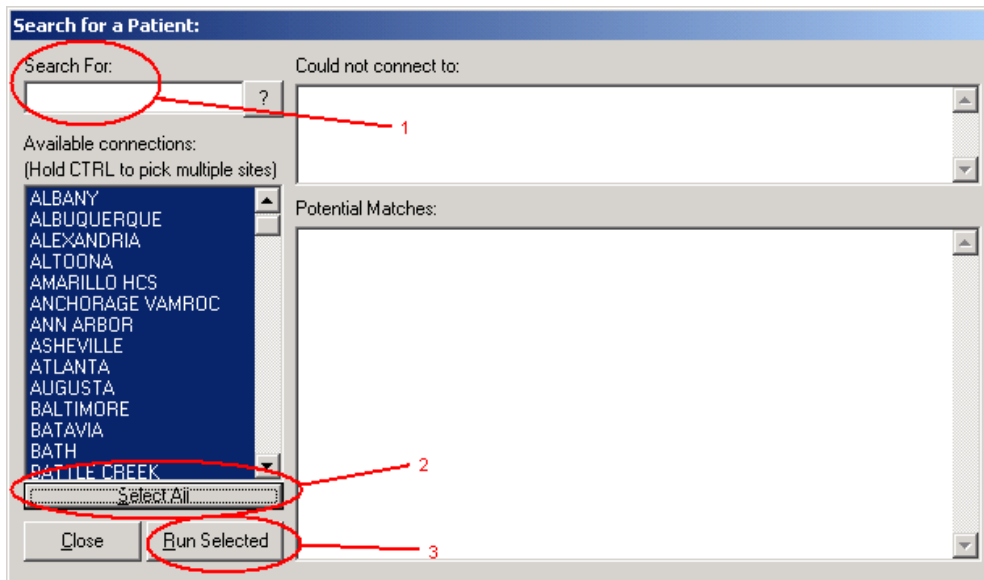 Search for a Patient:
Search For:
?
1
Available connections:
(Hold CTRL to pick multiple sites)
ALBANY
ALBUQUERQUE
ALEXANDRIA
ALTOONA
AMARILLO HCS
ANCHORAGE VAMROC
ANN ARBOR
ASHEVILLE
ATLANTA
AUGUSTA
BALTIMORE
BATAVIA
BATH
BATTLE CREEK
Select All
2
Close
Run Selected
3
Could not connect to:
Potential Matches: